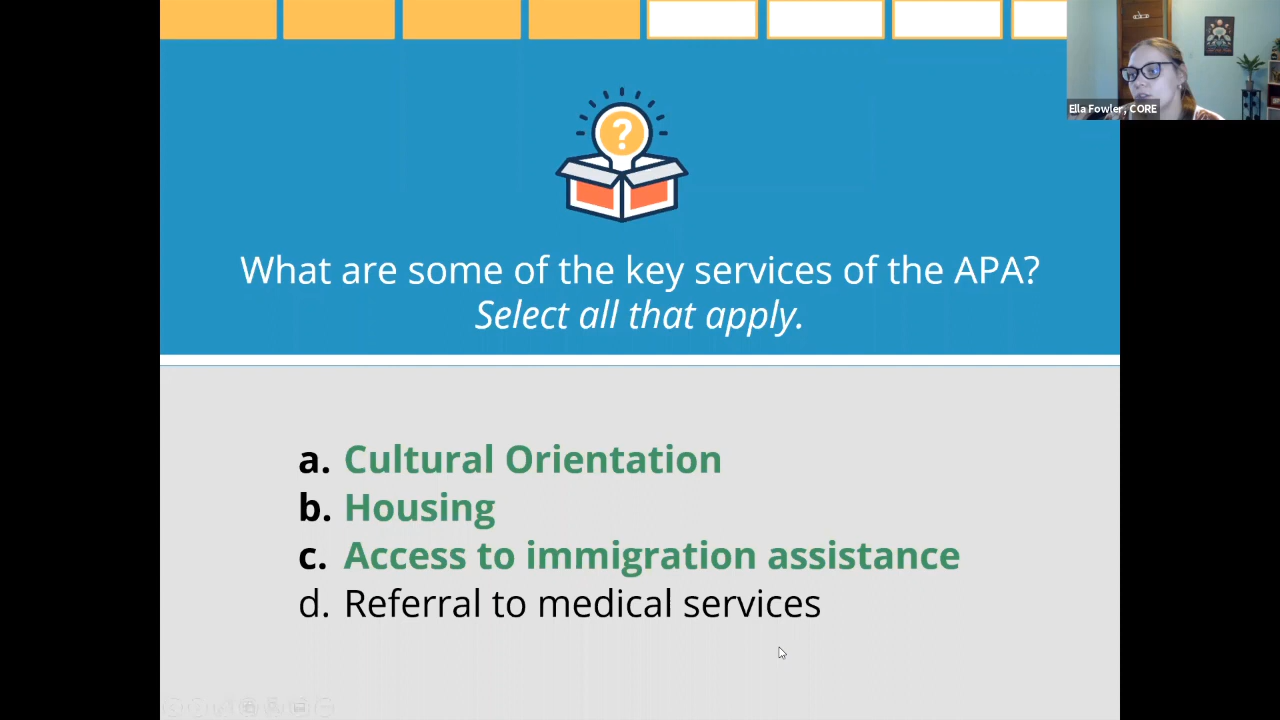 ?
Ella Fowler, CORE
What are some of the key services of the APA?
Select all that apply.
a. Cultural Orientation
b. Housing
c. Access to immigration assistance
d. Referral to medical services